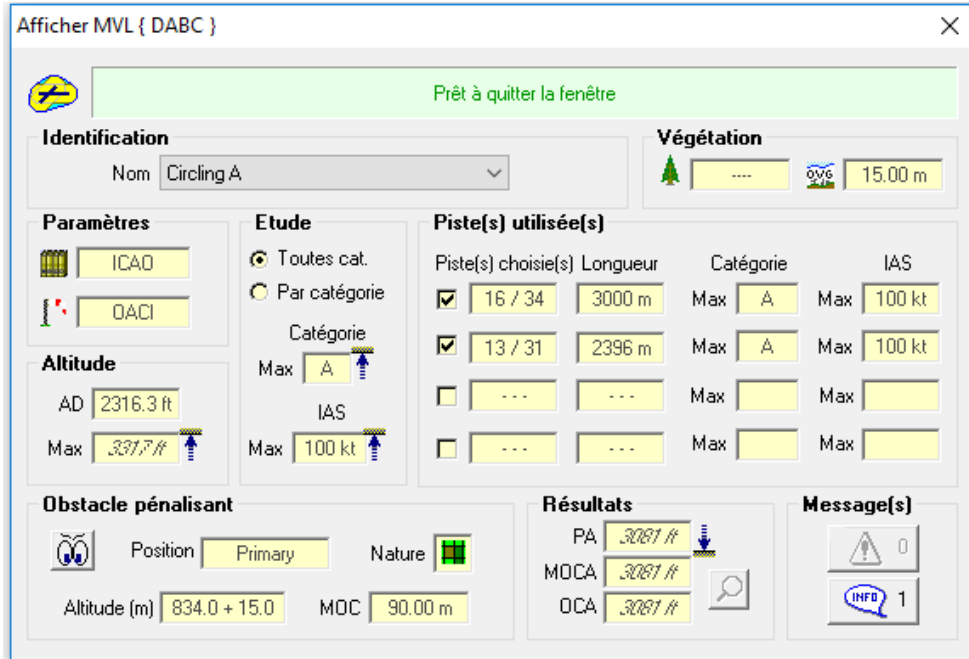 Afficher MVL { DABC }
Prêt à quitter la fenêtre
Identification
Nom Circling A
Végétation
---- OVG 15.00 m
Paramètres
ICAO
OACI
Altitude
AD 2316.3 ft
Max 3317 ft
Etude
Toutes cat.
Par catégorie
Catégorie
Max A
IAS
Max 100 kt
Piste(s) utilisée(s)
Piste(s) choisie(s) Longueur Catégorie IAS
16 / 34 3000 m Max A Max 100 kt
13 / 31 2396 m Max A Max 100 kt
- - - - - - Max Max
- - - - - - Max Max
Obstacle pénalisant
Position Primary Nature
Altitude (m) 834.0 + 15.0 MOC 90.00 m
Résultats
PA 3081 ft
MOCA 3081 ft
OCA 3081 ft
Message(s)
0
INFO 1